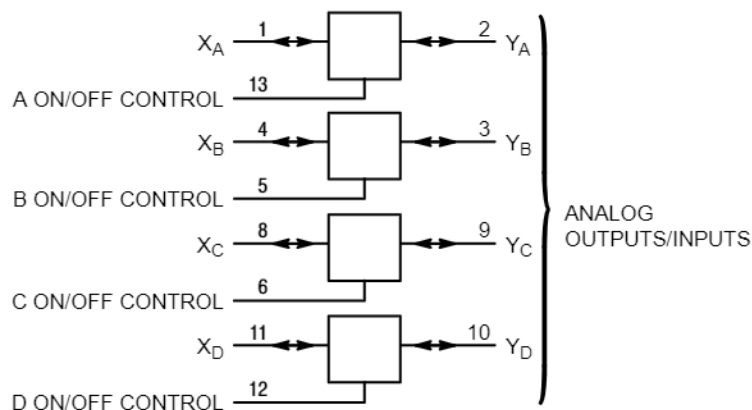 X_A 1 2 Y_A
A ON/OFF CONTROL 13
X_B 4 3 Y_B
B ON/OFF CONTROL 5
X_C 8 9 Y_C
C ON/OFF CONTROL 6
X_D 11 10 Y_D
D ON/OFF CONTROL 12
ANALOG
OUTPUTS/INPUTS